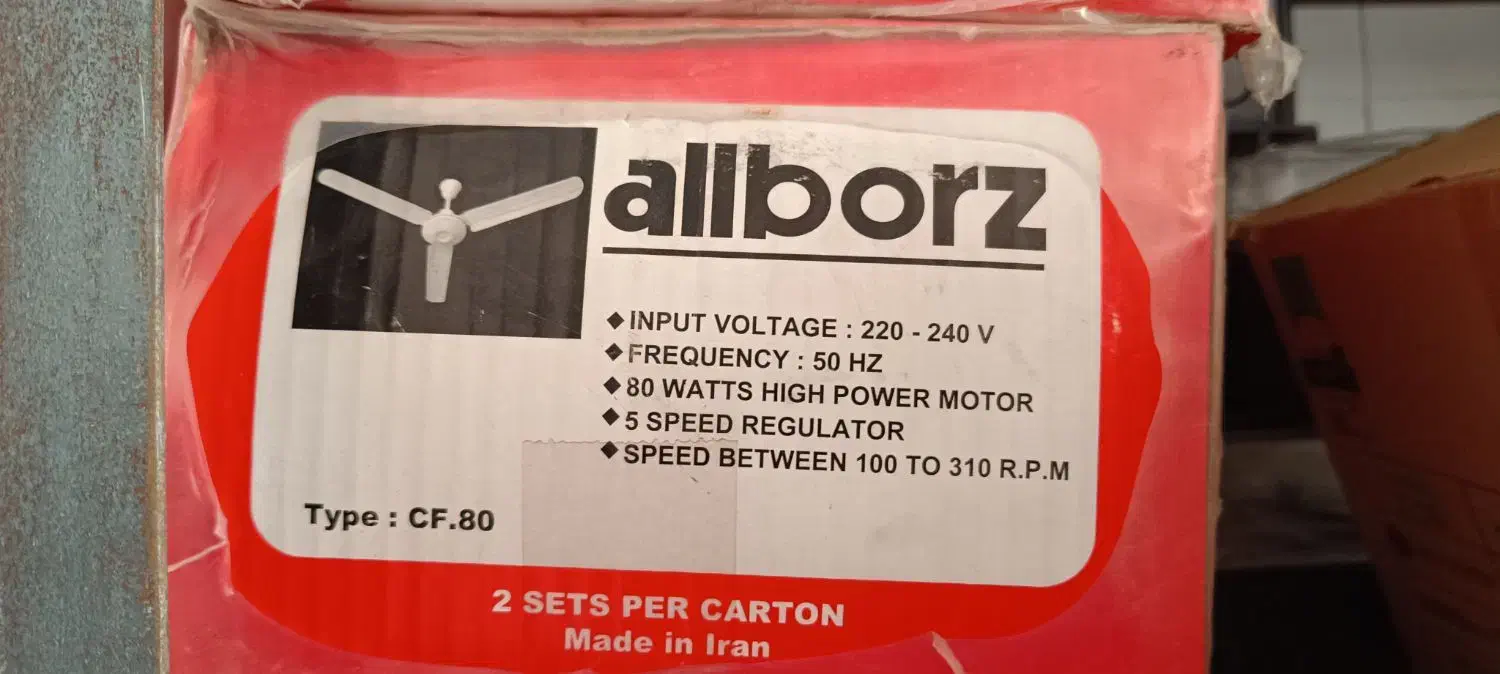 allborz
◆INPUT VOLTAGE : 220 - 240 V
◆FREQUENCY : 50 HZ
◆80 WATTS HIGH POWER MOTOR
◆5 SPEED REGULATOR
◆SPEED BETWEEN 100 TO 310 R.P.M
Type : CF.80
2 SETS PER CARTON
Made in Iran